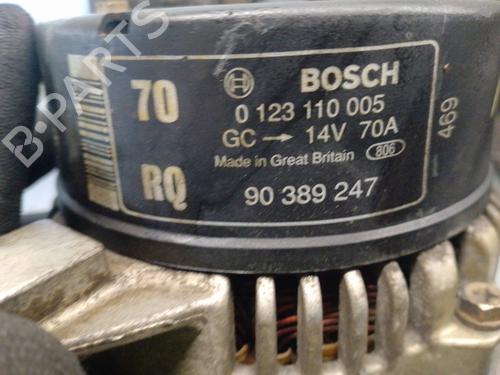 BOSCH
70
0 123 110 005
GC → 14V 70A
Made in Great Britain 806
RQ
90 389 247
469
B-PARTS